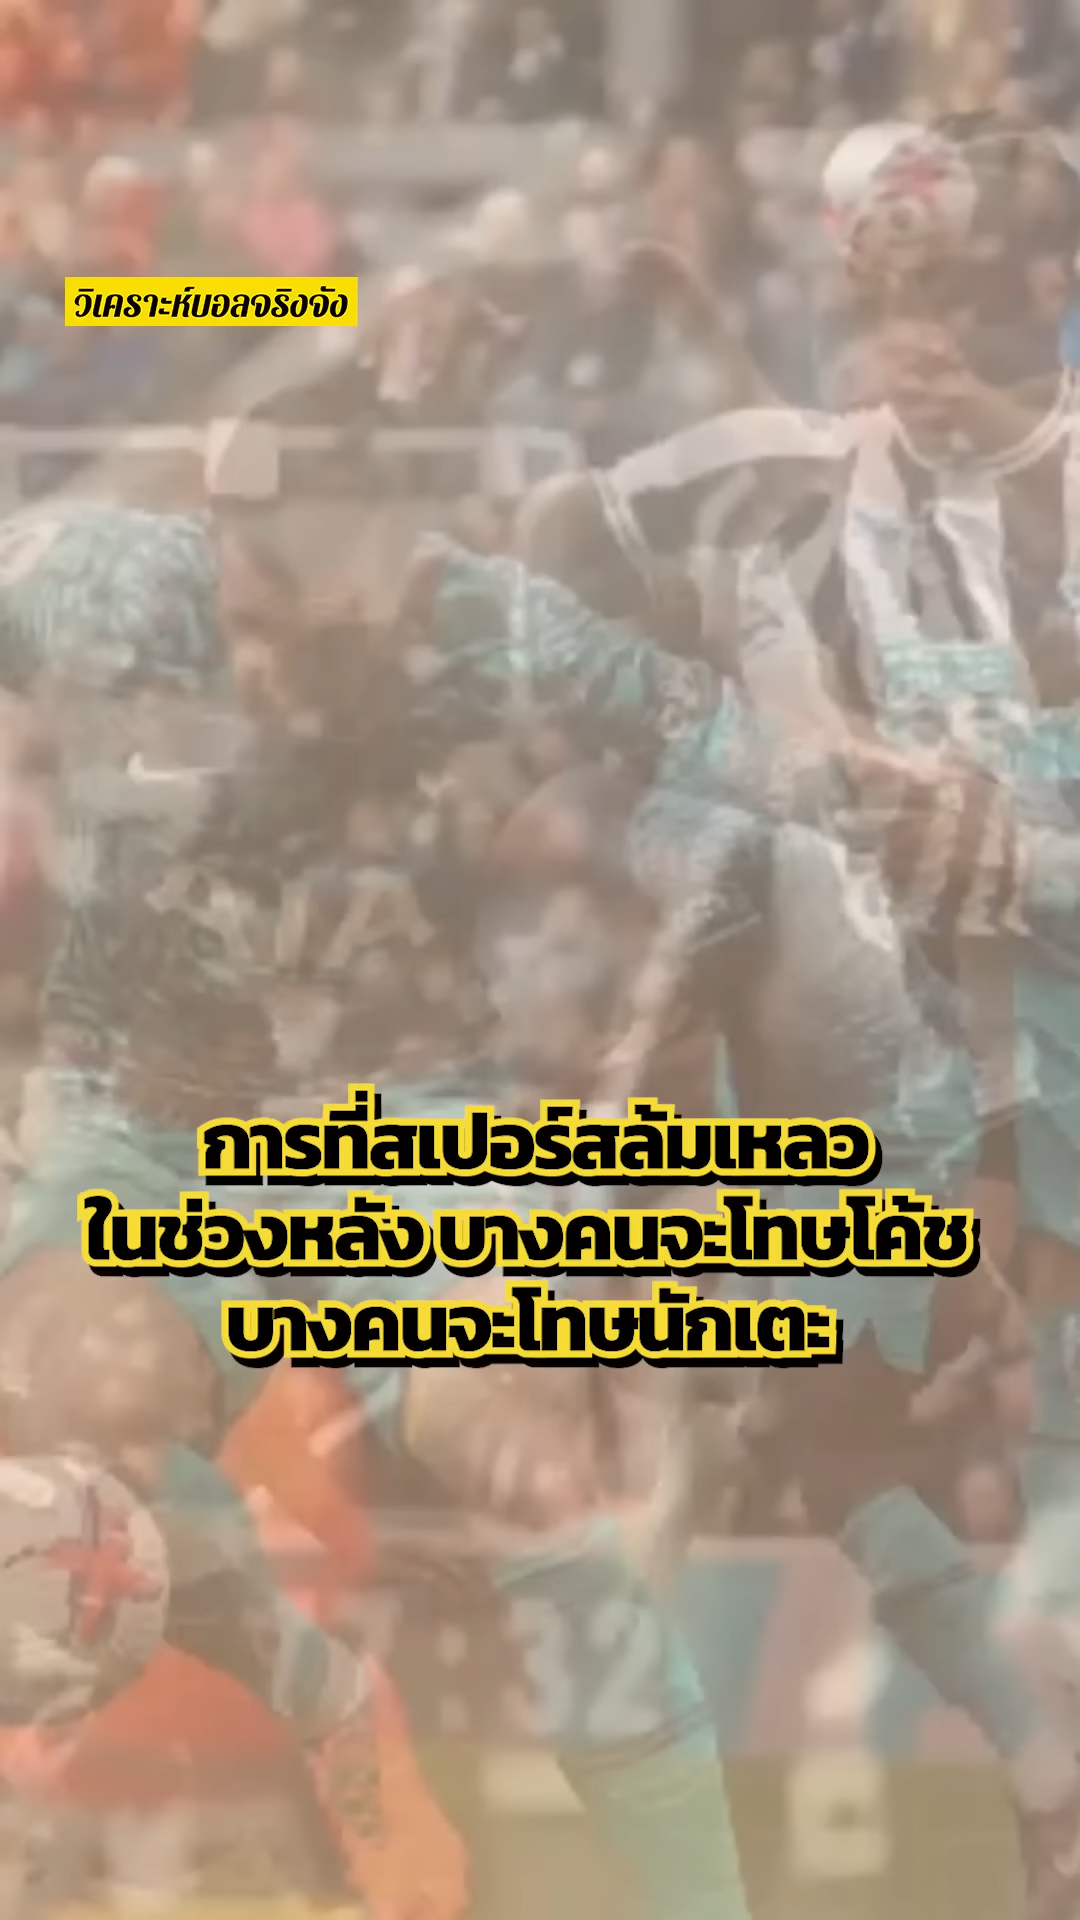 วิเคราะห์บอลจริงจัง
AIA
การที่สเปอร์สล้มเหลว
ในช่วงหลัง บางคนจะโทษโค้ช
บางคนจะโทษนักเตะ
32